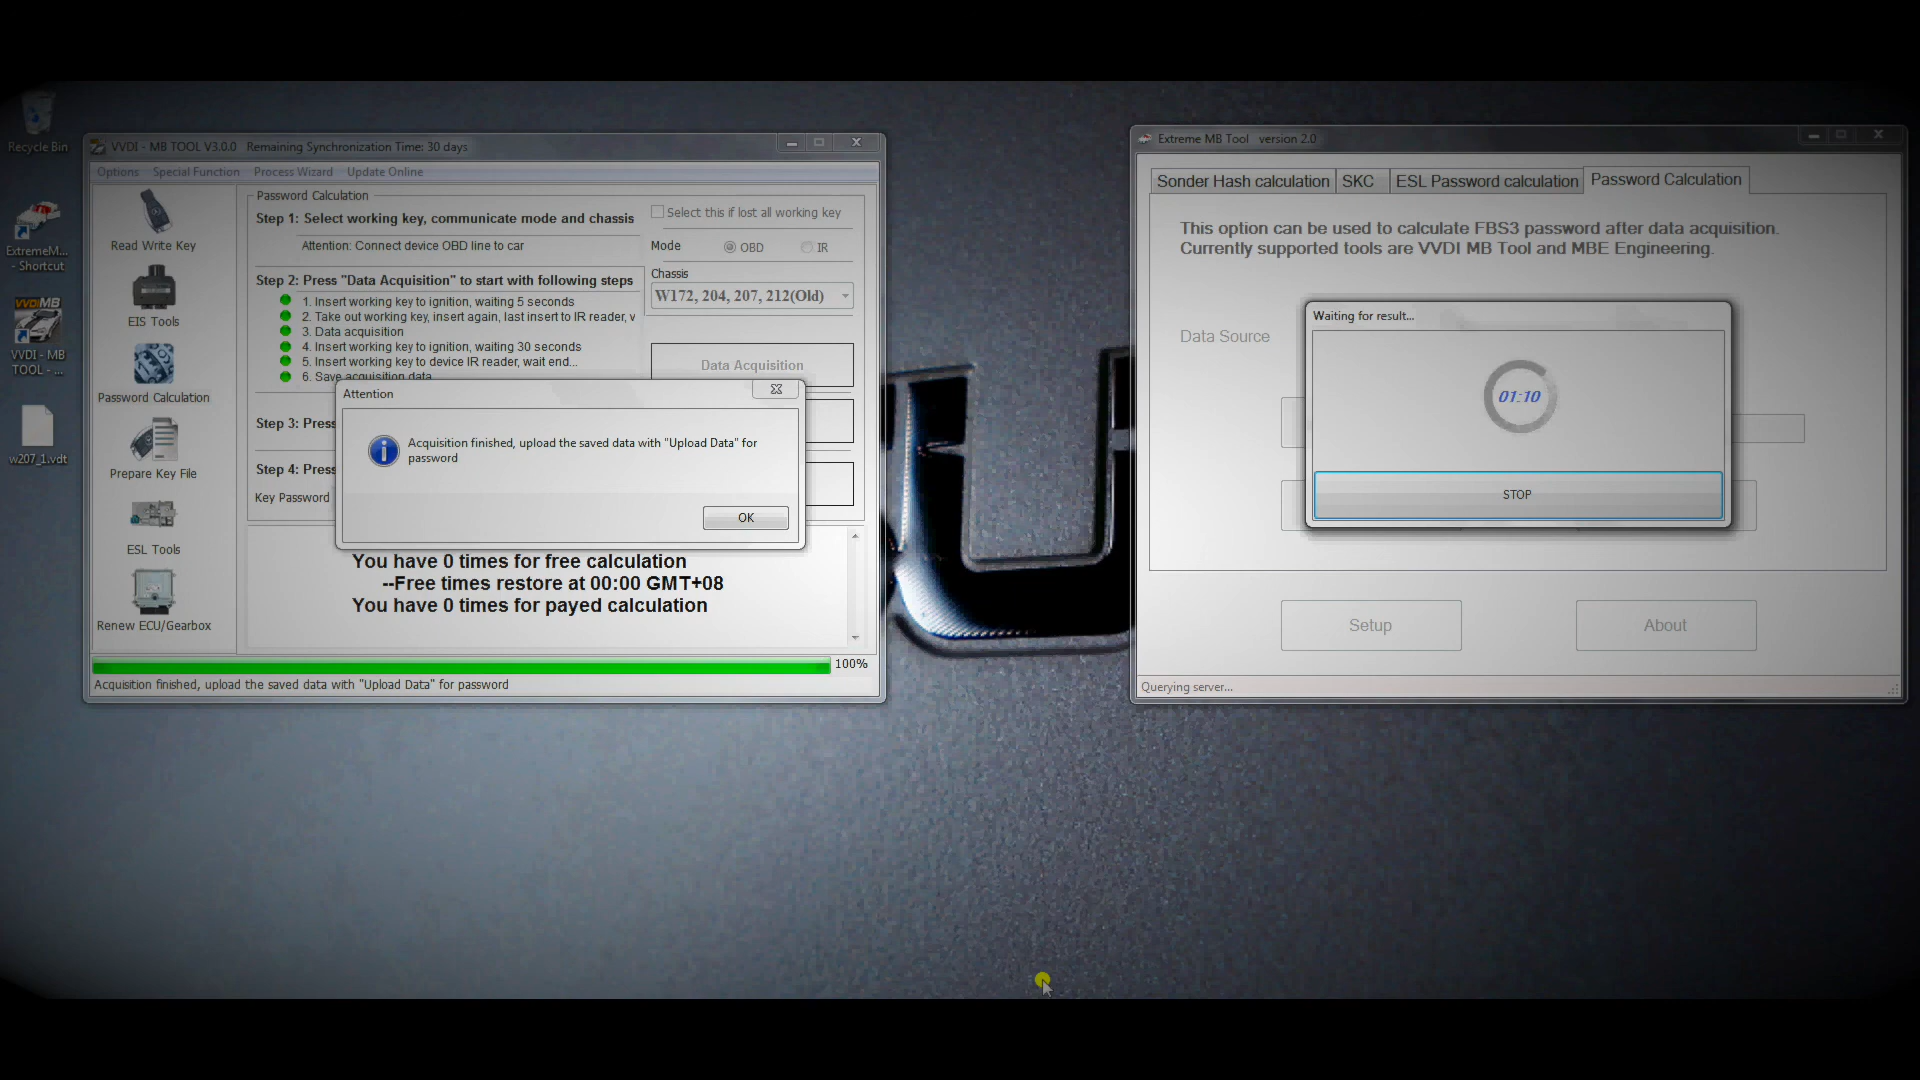 Recycle Bin
ExtremeM...
- Shortcut
VVDI MB
VVDI - MB
TOOL - ...
w207_1.vdt
VVDI - MB TOOL V3.0.0 Remaining Synchronization Time: 30 days
Options Special Function Process Wizard Update Online
Read Write Key
EIS Tools
Password Calculation
Prepare Key File
ESL Tools
Renew ECU/Gearbox
Password Calculation
Step 1: Select working key, communicate mode and chassis
Attention: Connect device OBD line to car
Select this if lost all working key
Mode OBD IR
Chassis
W172, 204, 207, 212(Old)
Step 2: Press "Data Acquisition" to start with following steps
1. Insert working key to ignition, waiting 5 seconds
2. Take out working key, insert again, last insert to IR reader, v
3. Data acquisition
4. Insert working key to ignition, waiting 30 seconds
5. Insert working key to device IR reader, wait end...
6. Save acquisition data
Data Acquisition
Step 3: Press
Step 4: Press
Key Password
Attention
Acquisition finished, upload the saved data with "Upload Data" for
password
OK
You have 0 times for free calculation
--Free times restore at 00:00 GMT+08
You have 0 times for payed calculation
100%
Acquisition finished, upload the saved data with "Upload Data" for password
Extreme MB Tool version 2.0
Sonder Hash calculation SKC ESL Password calculation Password Calculation
This option can be used to calculate FBS3 password after data acquisition.
Currently supported tools are VVDI MB Tool and MBE Engineering.
Data Source
Waiting for result...
01:10
STOP
Setup About
Querying server...